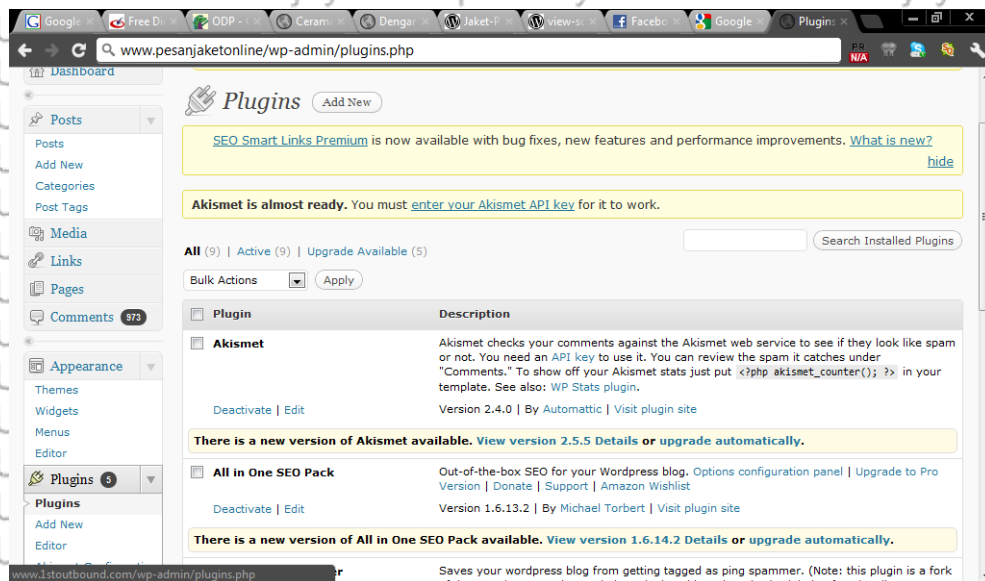 Google
Free Di
ODP -
Ceram
Dengar
Jaket-P
view-so
Facebo
Google
Plugins
www.pesanjaketonline/wp-admin/plugins.php
PR
N/A
Dashboard
Posts
Posts
Add New
Categories
Post Tags
Media
Links
Pages
Comments 973
Appearance
Themes
Widgets
Menus
Editor
Plugins 5
Plugins
Add New
Editor
www.1stoutbound.com/wp-admin/plugins.php
Plugins Add New
SEO Smart Links Premium is now available with bug fixes, new features and performance improvements. What is new?
hide
Akismet is almost ready. You must enter your Akismet API key for it to work.
All (9) | Active (9) | Upgrade Available (5)
Search Installed Plugins
Bulk Actions Apply
Plugin Description
Akismet
Akismet checks your comments against the Akismet web service to see if they look like spam
or not. You need an API key to use it. You can review the spam it catches under
"Comments." To show off your Akismet stats just put <?php akismet_counter(); ?> in your
template. See also: WP Stats plugin.
Deactivate | Edit
Version 2.4.0 | By Automattic | Visit plugin site
There is a new version of Akismet available. View version 2.5.5 Details or upgrade automatically.
All in One SEO Pack
Out-of-the-box SEO for your Wordpress blog. Options configuration panel | Upgrade to Pro
Version | Donate | Support | Amazon Wishlist
Deactivate | Edit
Version 1.6.13.2 | By Michael Torbert | Visit plugin site
There is a new version of All in One SEO Pack available. View version 1.6.14.2 Details or upgrade automatically.
Saves your wordpress blog from getting tagged as ping spammer. (Note: this plugin is a fork